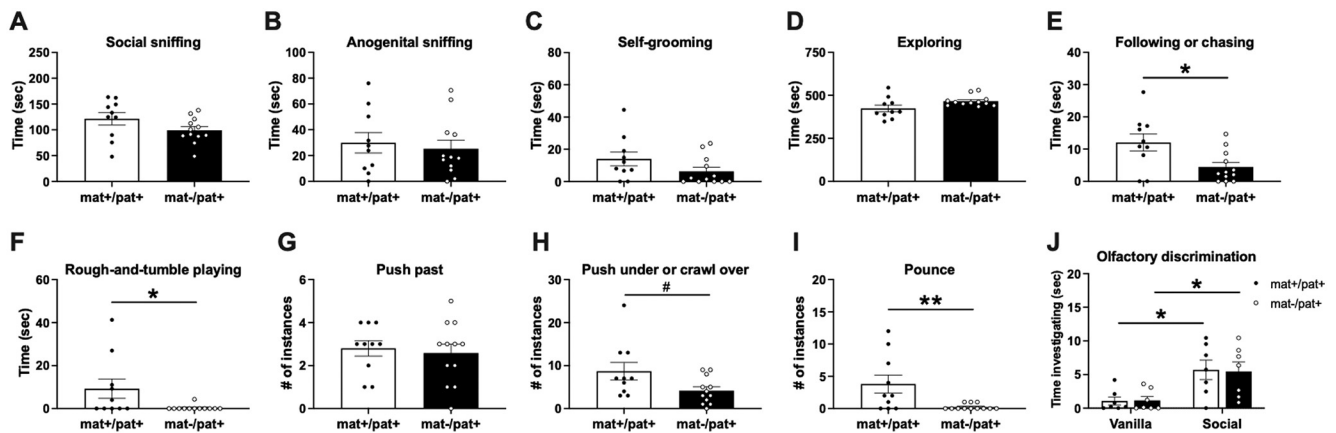 A
Social sniffing
Time (sec)
250
200
150
100
50
0
mat+/pat+ mat-/pat+
B
Anogenital sniffing
Time (sec)
100
80
60
40
20
0
mat+/pat+ mat-/pat+
C
Self-grooming
Time (sec)
80
60
40
20
0
mat+/pat+ mat-/pat+
D
Exploring
Time (sec)
750
500
250
0
mat+/pat+ mat-/pat+
E
Following or chasing
Time (sec)
40
30
20
10
0
*
mat+/pat+ mat-/pat+
F
Rough-and-tumble playing
Time (sec)
60
40
20
0
*
mat+/pat+ mat-/pat+
G
Push past
# of instances
6
4
2
0
mat+/pat+ mat-/pat+
H
Push under or crawl over
# of instances
30
20
10
0
#
mat+/pat+ mat-/pat+
I
Pounce
# of instances
20
15
10
5
0
**
mat+/pat+ mat-/pat+
J
Olfactory discrimination
Time investigating (sec)
20
15
10
5
0
*
*
mat+/pat+
mat-/pat+
Vanilla Social